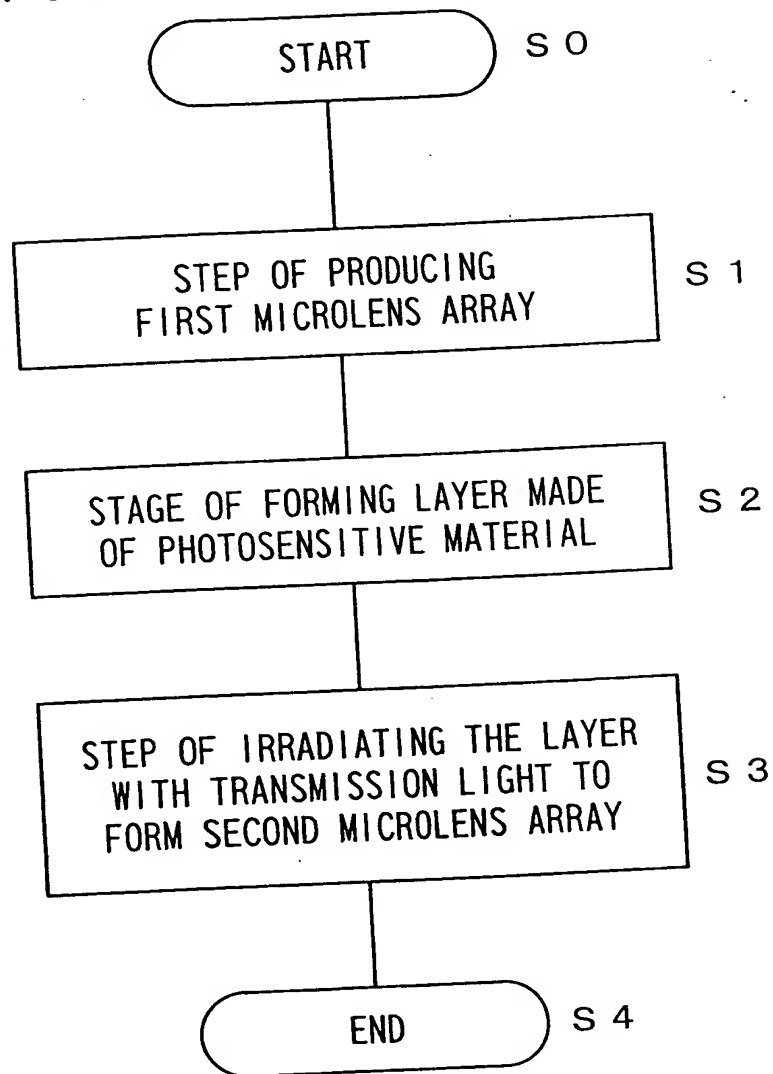 START S 0
STEP OF PRODUCING
FIRST MICROLENS ARRAY S 1
STAGE OF FORMING LAYER MADE
OF PHOTOSENSITIVE MATERIAL S 2
STEP OF IRRADIATING THE LAYER
WITH TRANSMISSION LIGHT TO
FORM SECOND MICROLENS ARRAY S 3
END S 4